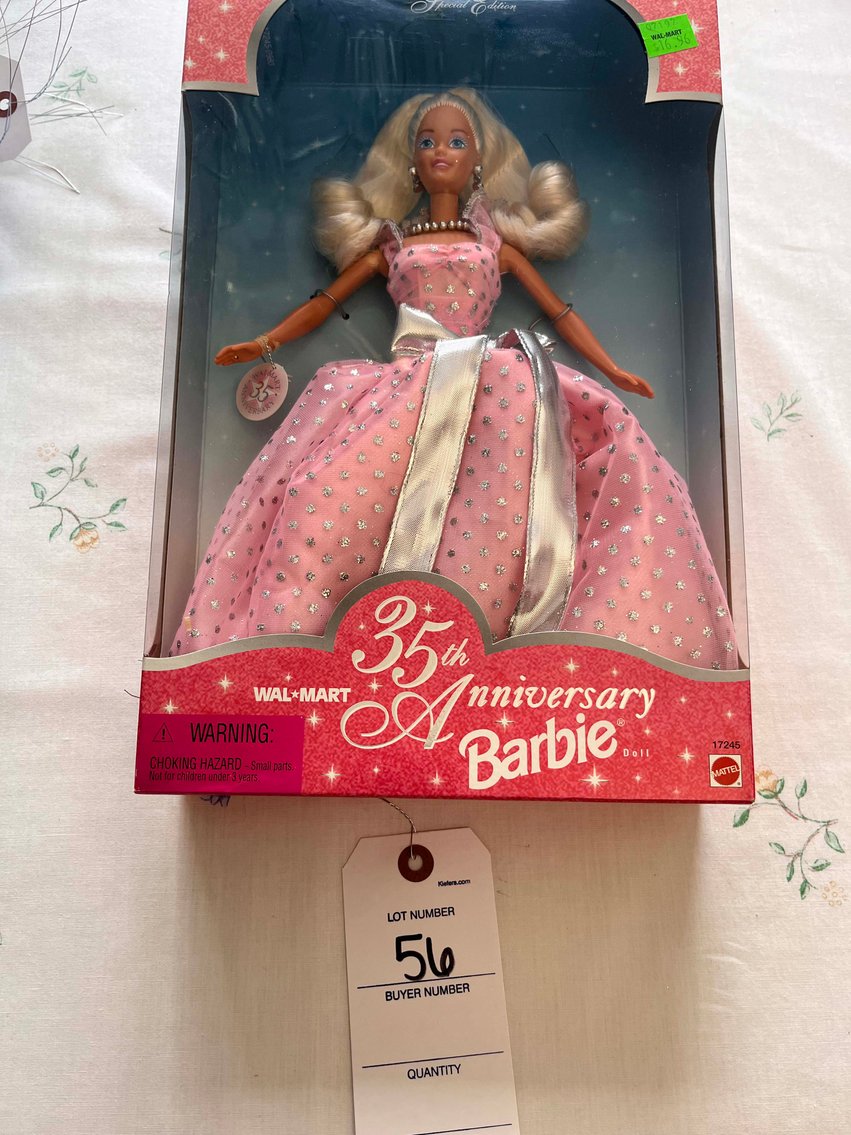 Special Edition
07197
WAL-MART
$16.96
35
35th
WAL★MART
Anniversary
Barbie®
Doll
⚠ WARNING:
CHOKING HAZARD - Small parts.
Not for children under 3 years.
17245
MATTEL
Kiefers.com
LOT NUMBER
56
BUYER NUMBER
QUANTITY